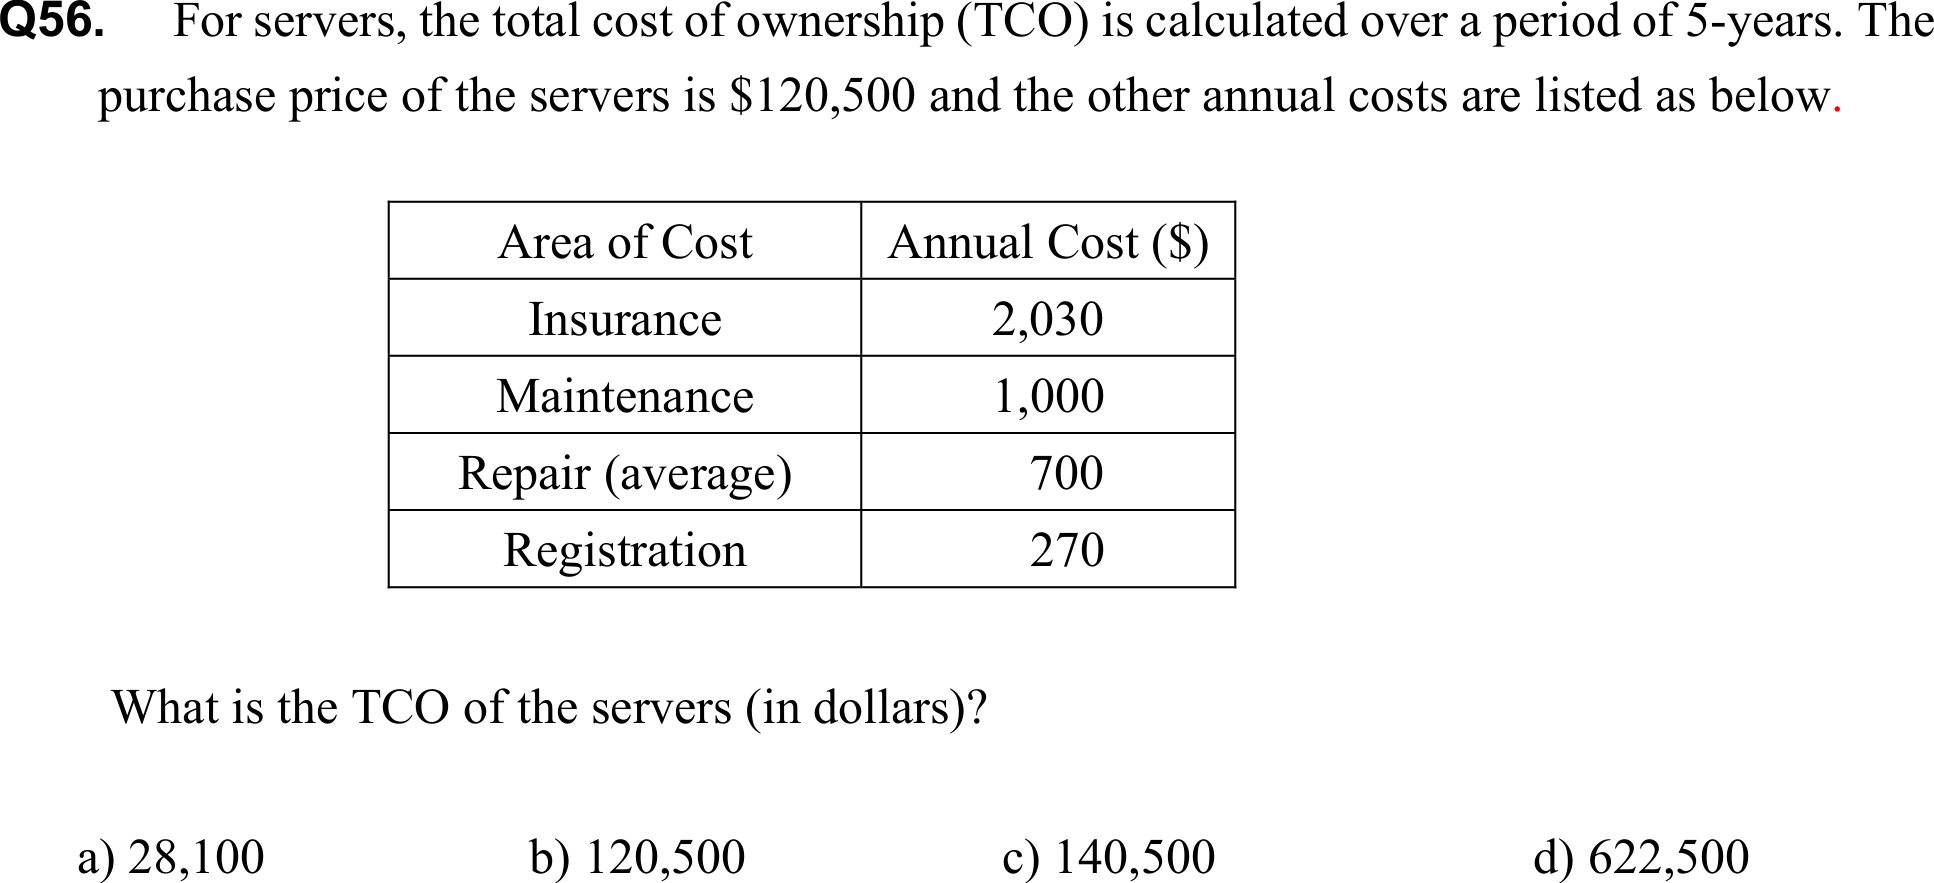 Q56. For servers, the total cost of ownership (TCO) is calculated over a period of 5-years. The
purchase price of the servers is $120,500 and the other annual costs are listed as below.
Area of Cost Annual Cost ($)
Insurance 2,030
Maintenance 1,000
Repair (average) 700
Registration 270
What is the TCO of the servers (in dollars)?
a) 28,100 b) 120,500 c) 140,500 d) 622,500